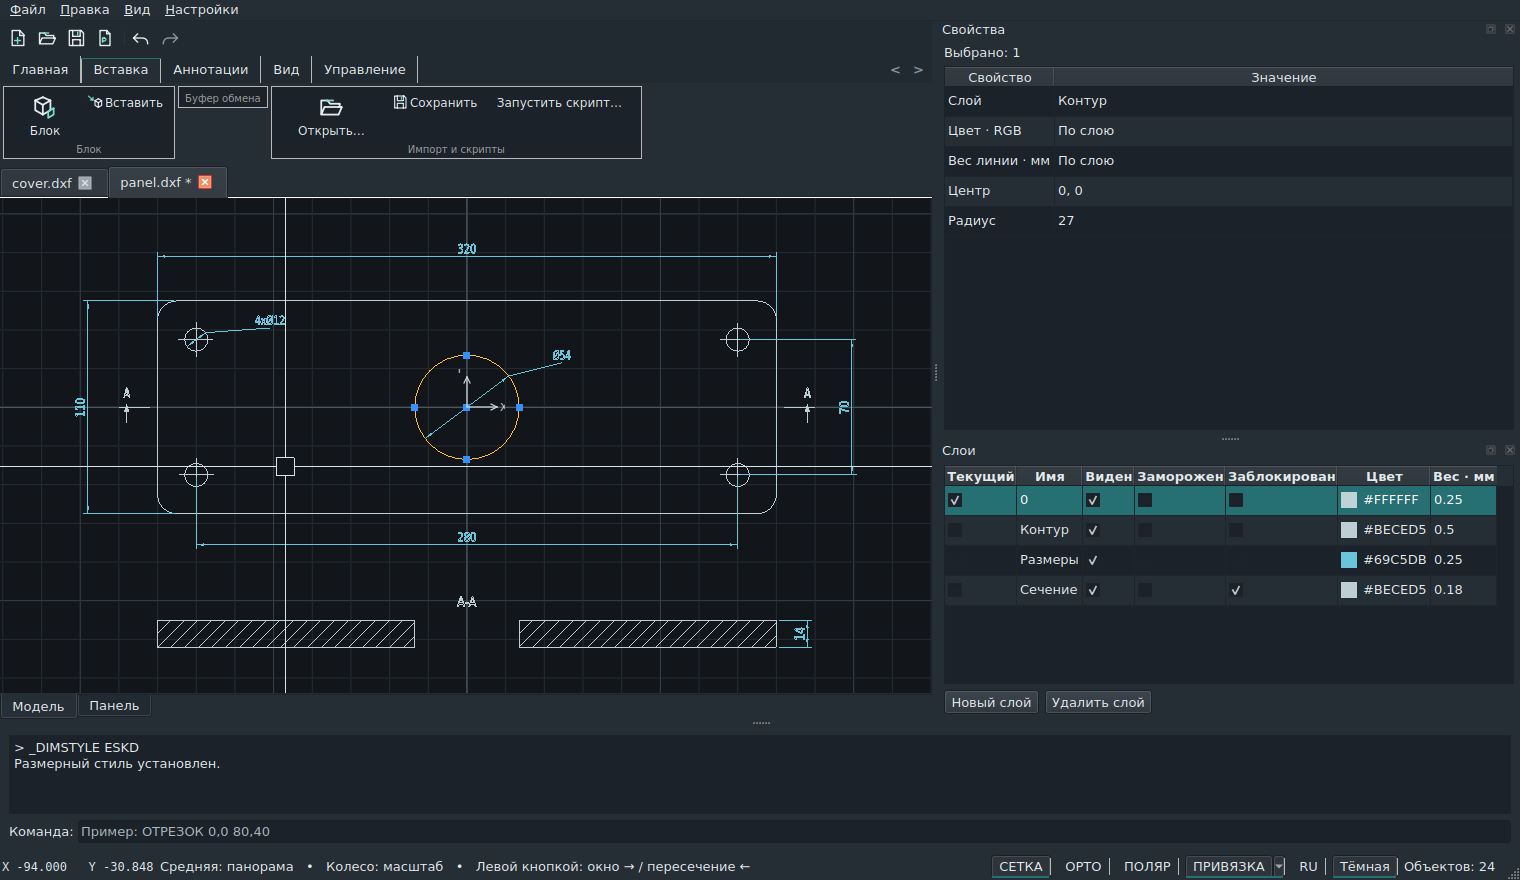 Файл Правка Вид Настройки
Главная Вставка Аннотации Вид Управление < >
Блок
Вставить
Блок
Буфер обмена
Открыть...
Сохранить Запустить скрипт...
Импорт и скрипты
cover.dxf panel.dxf *
320
4xØ12
Ø54
110
A A
X
70
280
A-A
14
Модель Панель
> _DIMSTYLE ESKD
Размерный стиль установлен.
Команда: Пример: ОТРЕЗОК 0,0 80,40
X -94.000 Y -30.848 Средняя: панорама • Колесо: масштаб • Левой кнопкой: окно → / пересечение ←
СЕТКА ОРТО ПОЛЯР ПРИВЯЗКА RU Тёмная Объектов: 24
Свойства
Выбрано: 1
Свойство Значение
Слой Контур
Цвет · RGB По слою
Вес линии · мм По слою
Центр 0, 0
Радиус 27
Слои
Текущий Имя Виден Заморожен Заблокирован Цвет Вес · мм
0 #FFFFFF 0.25
Контур #BECED5 0.5
Размеры #69C5DB 0.25
Сечение #BECED5 0.18
Новый слой Удалить слой